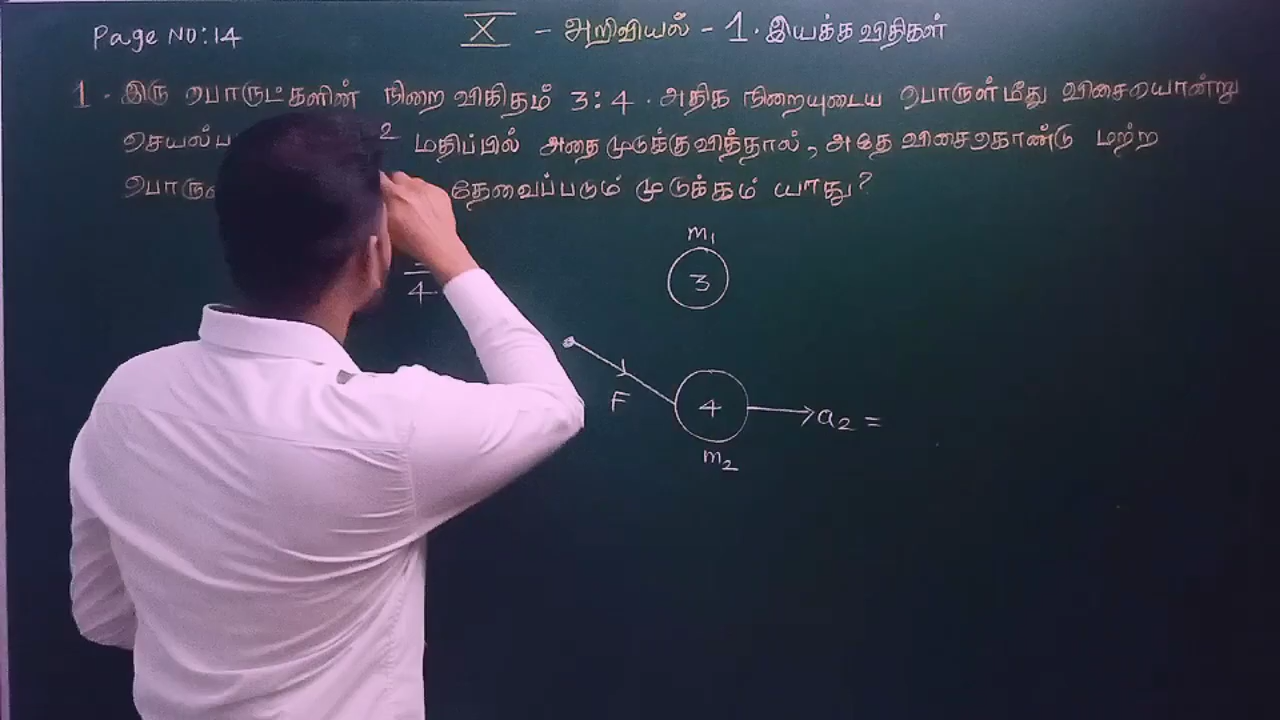 Page NO: 14
X - அறிவியல் - 1. இயக்க விதிகள்
1. இரு பொருட்களின் நிறை விகிதம் 3:4. அதிக நிறையுடைய பொருள் மீது விசையொன்று
2 மதிப்பில் அதை முடுக்குவித்தால், அதே விசைகொண்டு மற்ற
தேவைப்படும் முடுக்கம் யாது?
m₁
3
4
F
4
a₂ =
m₂